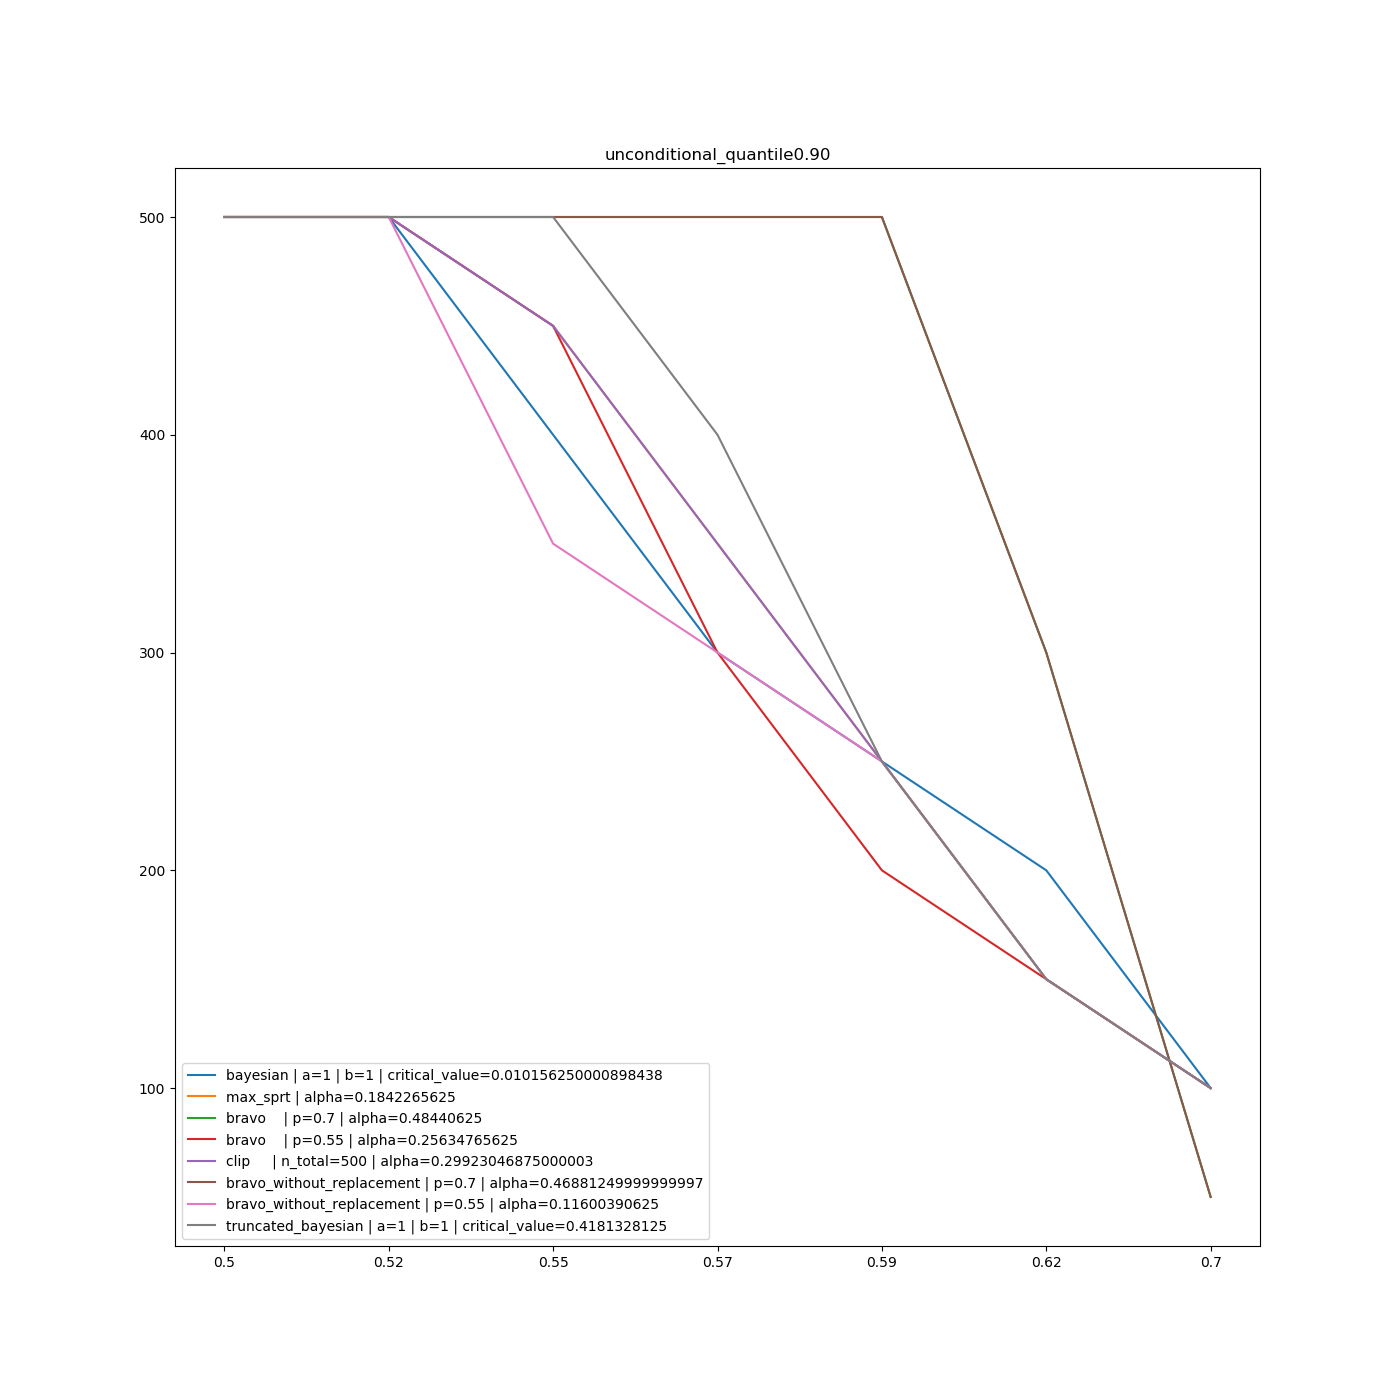 unconditional_quantile0.90
500
400
300
200
100
bayesian | a=1 | b=1 | critical_value=0.010156250000898438
max_sprt | alpha=0.1842265625
bravo    | p=0.7 | alpha=0.48440625
bravo    | p=0.55 | alpha=0.25634765625
clip     | n_total=500 | alpha=0.29923046875000003
bravo_without_replacement | p=0.7 | alpha=0.46881249999999997
bravo_without_replacement | p=0.55 | alpha=0.11600390625
truncated_bayesian | a=1 | b=1 | critical_value=0.4181328125
0.5 0.52 0.55 0.57 0.59 0.62 0.7